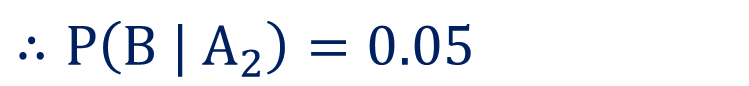 ∴ P(B | A₂) = 0.05